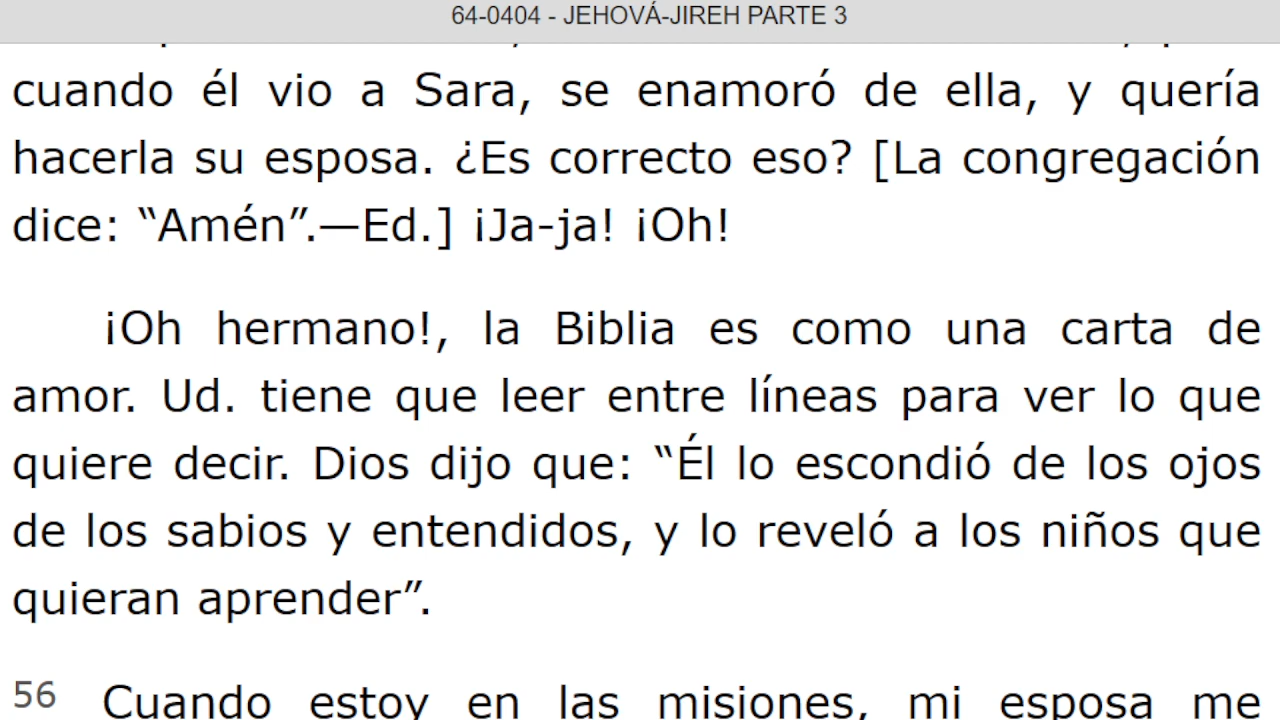 64-0404 - JEHOVÁ-JIREH PARTE 3
cuando él vio a Sara, se enamoró de ella, y quería
hacerla su esposa. ¿Es correcto eso? [La congregación
dice: “Amén”.—Ed.] ¡Ja-ja! ¡Oh!
¡Oh hermano!, la Biblia es como una carta de
amor. Ud. tiene que leer entre líneas para ver lo que
quiere decir. Dios dijo que: “Él lo escondió de los ojos
de los sabios y entendidos, y lo reveló a los niños que
quieran aprender”.
56 Cuando estoy en las misiones, mi esposa me